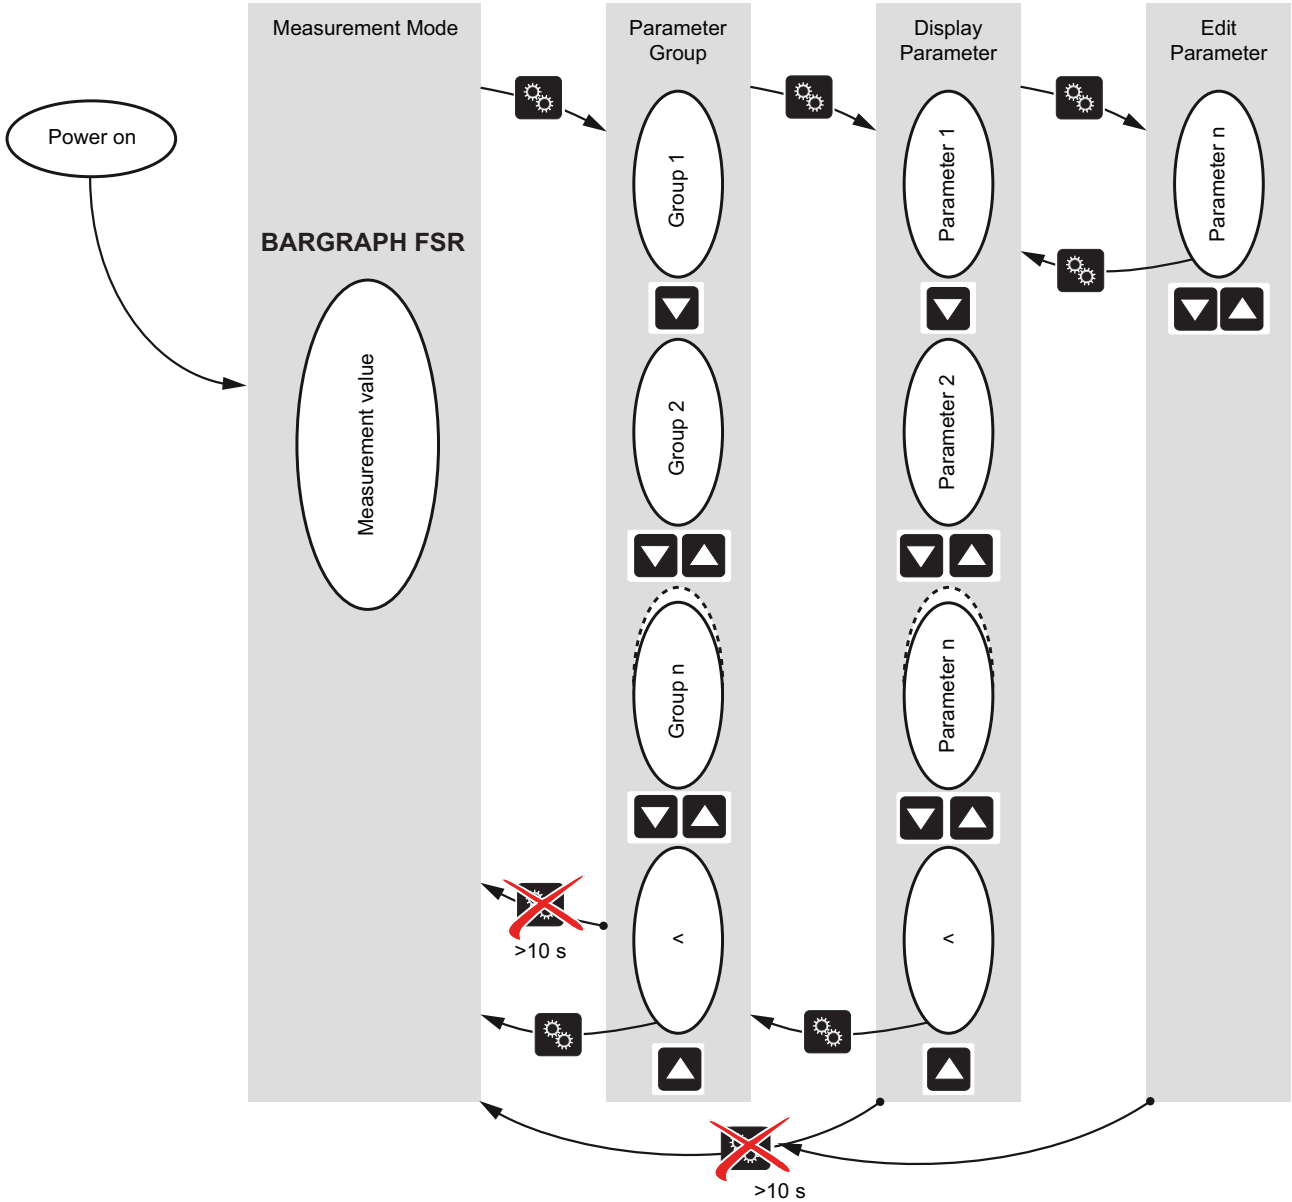 Measurement Mode
Parameter
Group
Display
Parameter
Edit
Parameter
Power on
BARGRAPH FSR
Measurement value
Group 1
Group 2
Group n
<
Parameter 1
Parameter 2
Parameter n
<
Parameter n
>10 s
>10 s